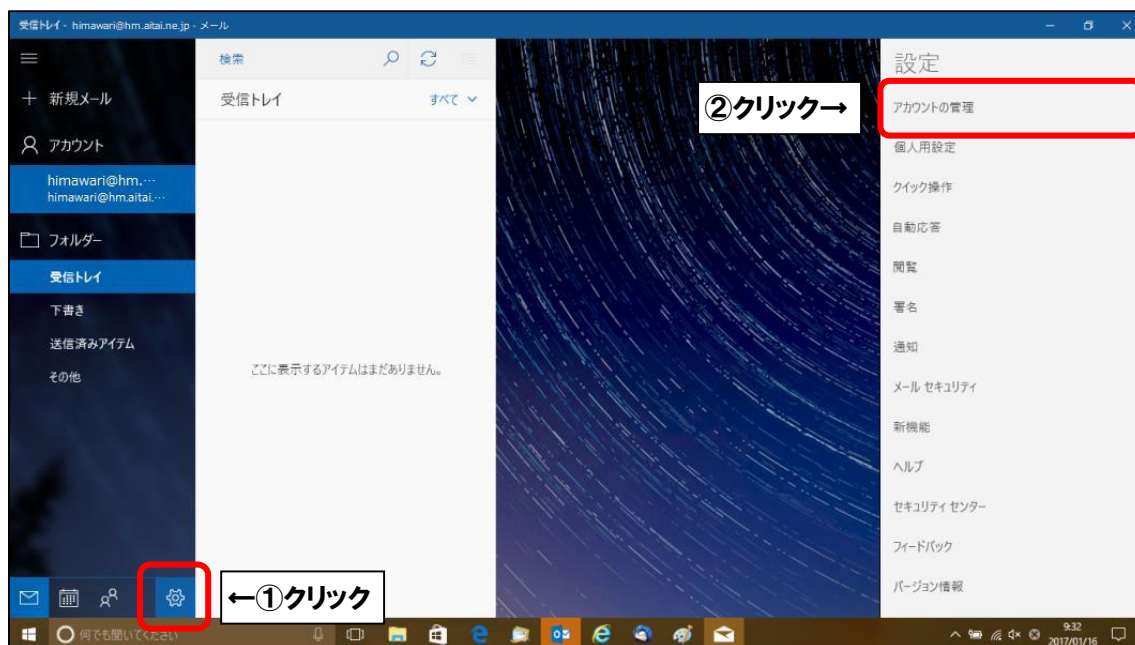 受信トレイ - himawari@hm.aitai.ne.jp - メール
検索
新規メール
受信トレイ
すべて
②クリック→
設定
アカウントの管理
アカウント
個人用設定
himawari@hm.…
himawari@hm.aitai.…
クイック操作
フォルダー
自動応答
受信トレイ
閲覧
下書き
署名
送信済みアイテム
通知
その他
ここに表示するアイテムはまだありません。
メール セキュリティ
新機能
ヘルプ
セキュリティ センター
フィードバック
バージョン情報
←①クリック
何でも聞いてください
9:32
2017/01/16